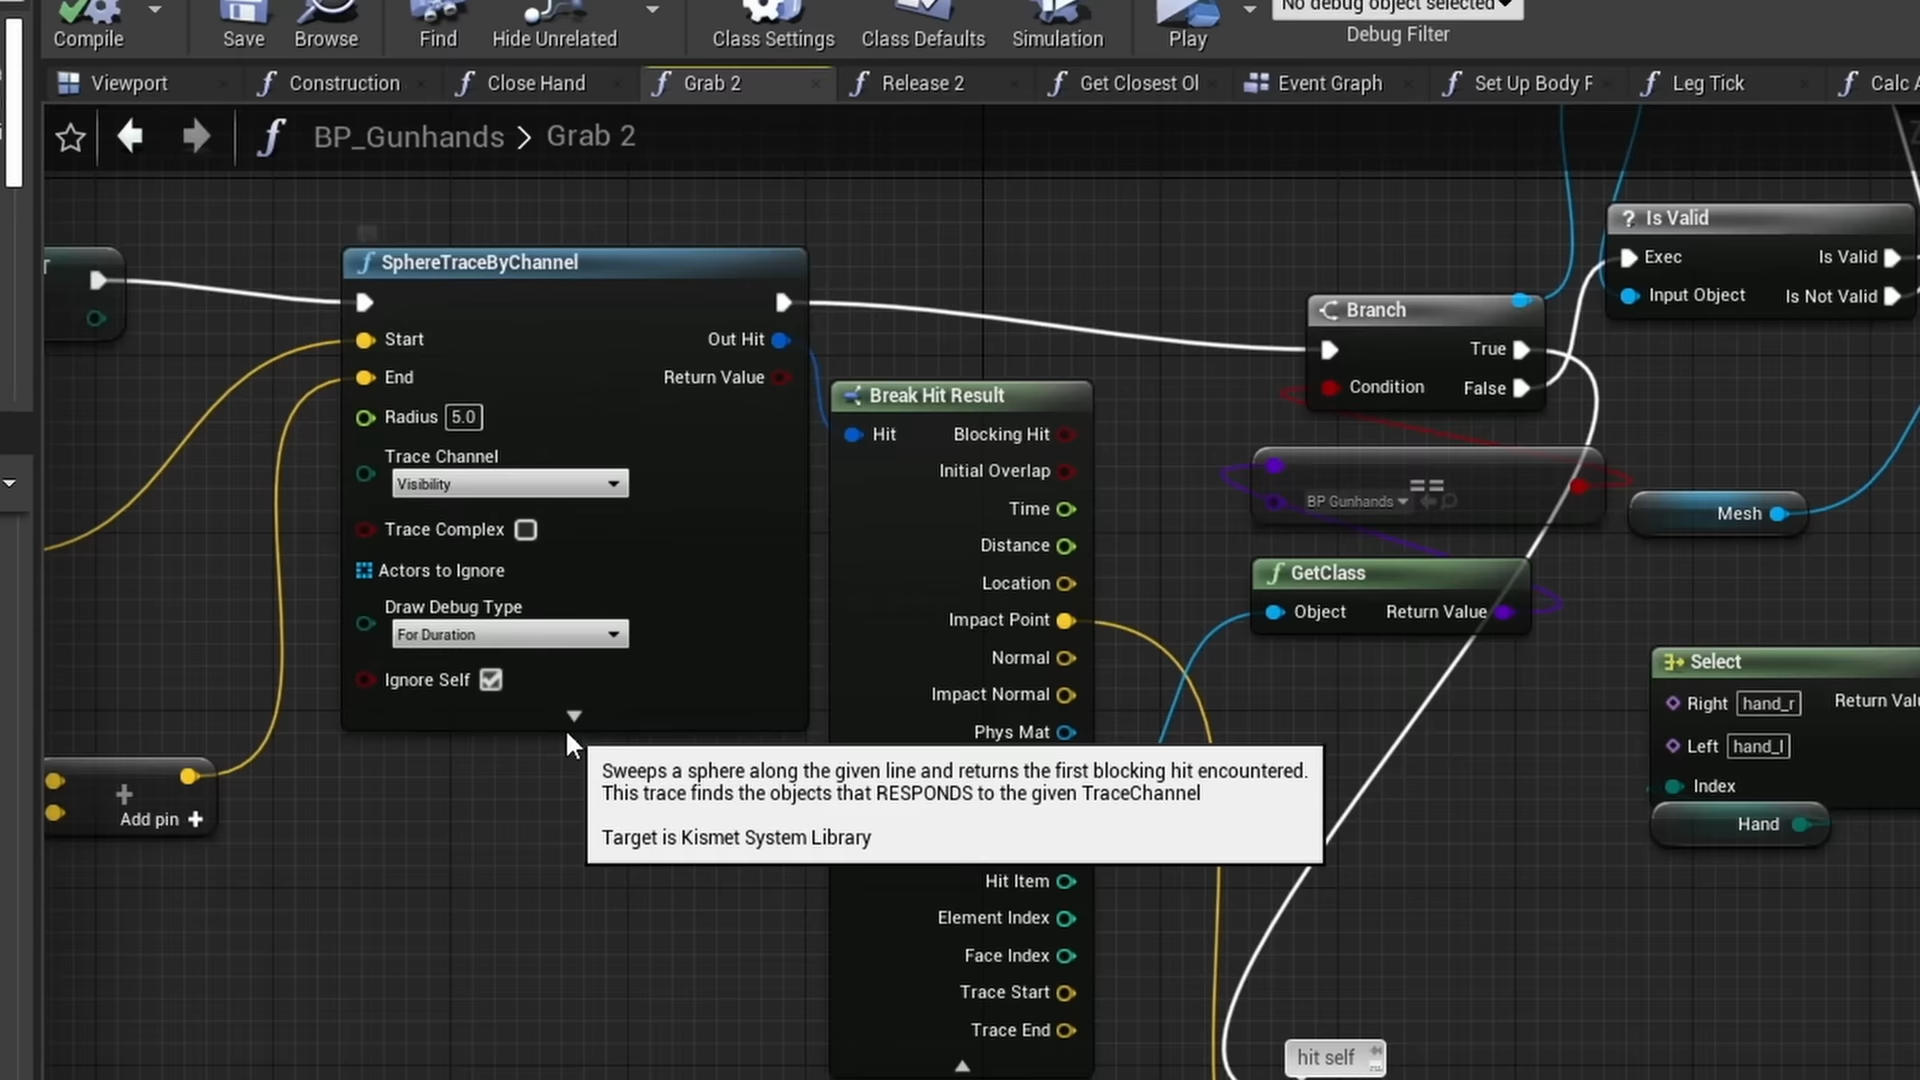 No debug object selected
Compile
Save
Browse
Find
Hide Unrelated
Class Settings
Class Defaults
Simulation
Play
Debug Filter
Viewport
Construction
Close Hand
Grab 2
Release 2
Get Closest Ol
Event Graph
Set Up Body F
Leg Tick
Calc A
BP_Gunhands > Grab 2
SphereTraceByChannel
Start
Out Hit
End
Return Value
Radius 5.0
Trace Channel
Visibility
Trace Complex
Actors to Ignore
Draw Debug Type
For Duration
Ignore Self
Add pin
Break Hit Result
Hit
Blocking Hit
Initial Overlap
Time
Distance
Location
Impact Point
Normal
Impact Normal
Phys Mat
Sweeps a sphere along the given line and returns the first blocking hit encountered.
This trace finds the objects that RESPONDS to the given TraceChannel
Target is Kismet System Library
Hit Item
Element Index
Face Index
Trace Start
Trace End
Branch
True
Condition
False
BP Gunhands
==
GetClass
Object
Return Value
? Is Valid
Exec
Is Valid
Input Object
Is Not Valid
Mesh
Select
Right hand_r
Return Valu
Left hand_l
Index
Hand
hit self